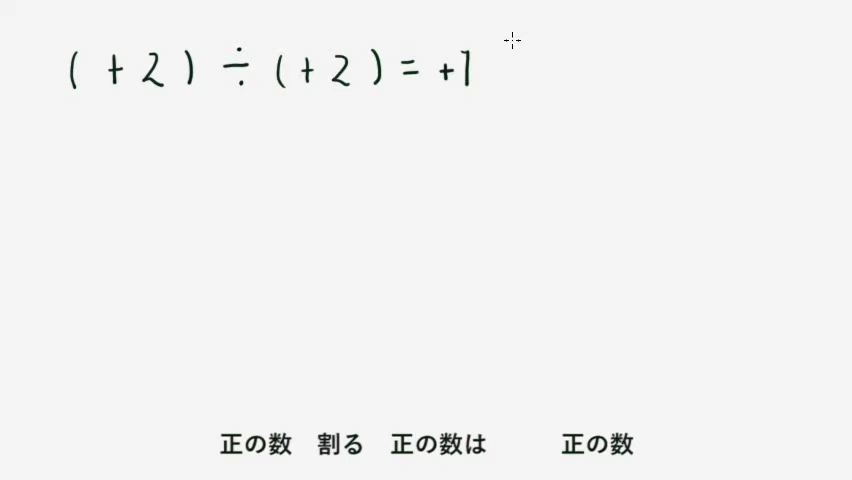 ( + 2 ) ÷ ( + 2 ) = +1
正の数 割る 正の数は 正の数